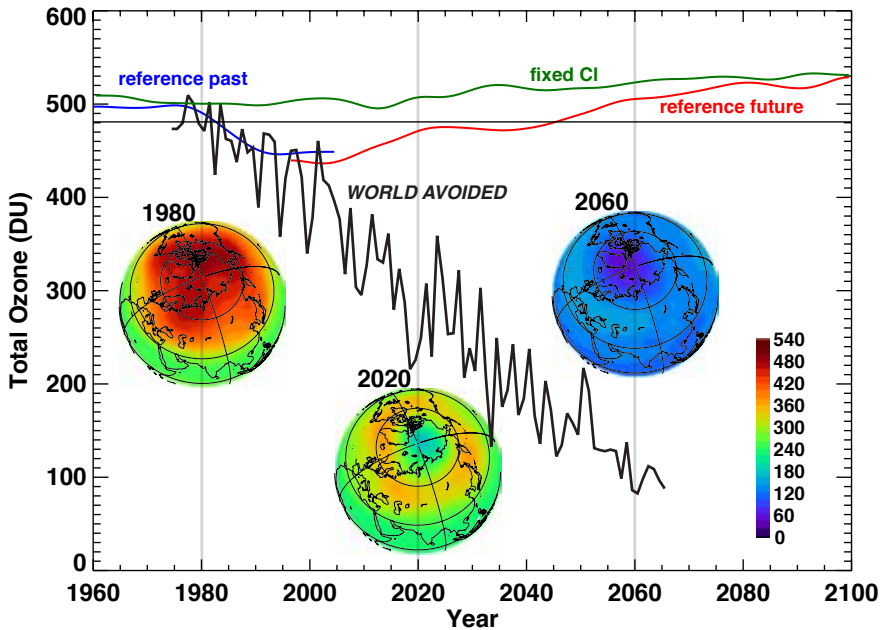 600
500
400
300
200
100
0
Total Ozone (DU)
reference past
fixed Cl
reference future
WORLD AVOIDED
1980
2060
2020
540
480
420
360
300
240
180
120
60
0
1960 1980 2000 2020 2040 2060 2080 2100
Year